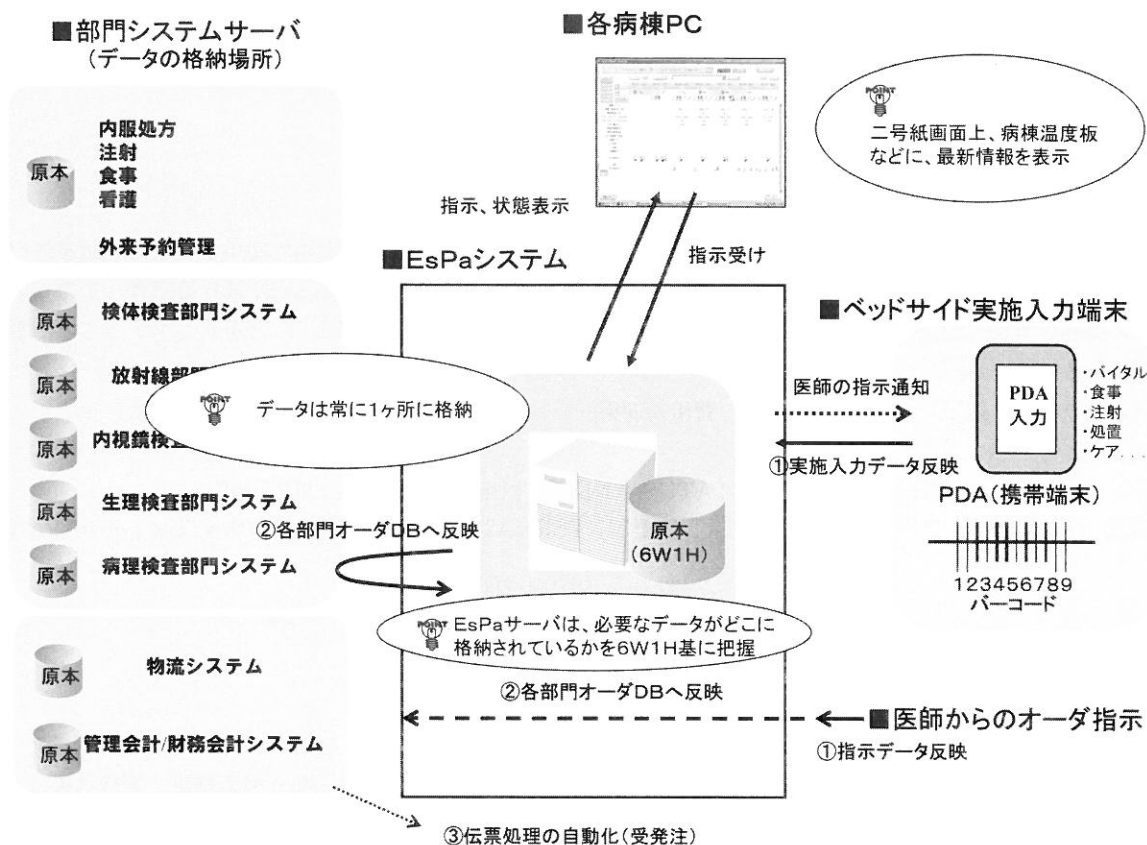 ■部門システムサーバ
(データの格納場所)
原本
内服処方
注射
食事
看護
外来予約管理
原本
検体検査部門システム
原本
放射線部門
原本
内視鏡検査
原本
生理検査部門システム
原本
病理検査部門システム
原本
物流システム
原本
管理会計/財務会計システム
POINT
データは常に1ヶ所に格納
②各部門オーダDBへ反映
③伝票処理の自動化(受発注)
■各病棟PC
POINT
二号紙画面上、病棟温度板
などに、最新情報を表示
指示、状態表示
指示受け
■EsPaシステム
原本
(6W1H)
POINT
EsPaサーバは、必要なデータがどこに
格納されているかを6W1H基に把握
②各部門オーダDBへ反映
■ベッドサイド実施入力端末
医師の指示通知
①実施入力データ反映
PDA
入力
・バイタル
・食事
・注射
・処置
・ケア...
PDA(携帯端末)
123456789
バーコード
■医師からのオーダ指示
①指示データ反映